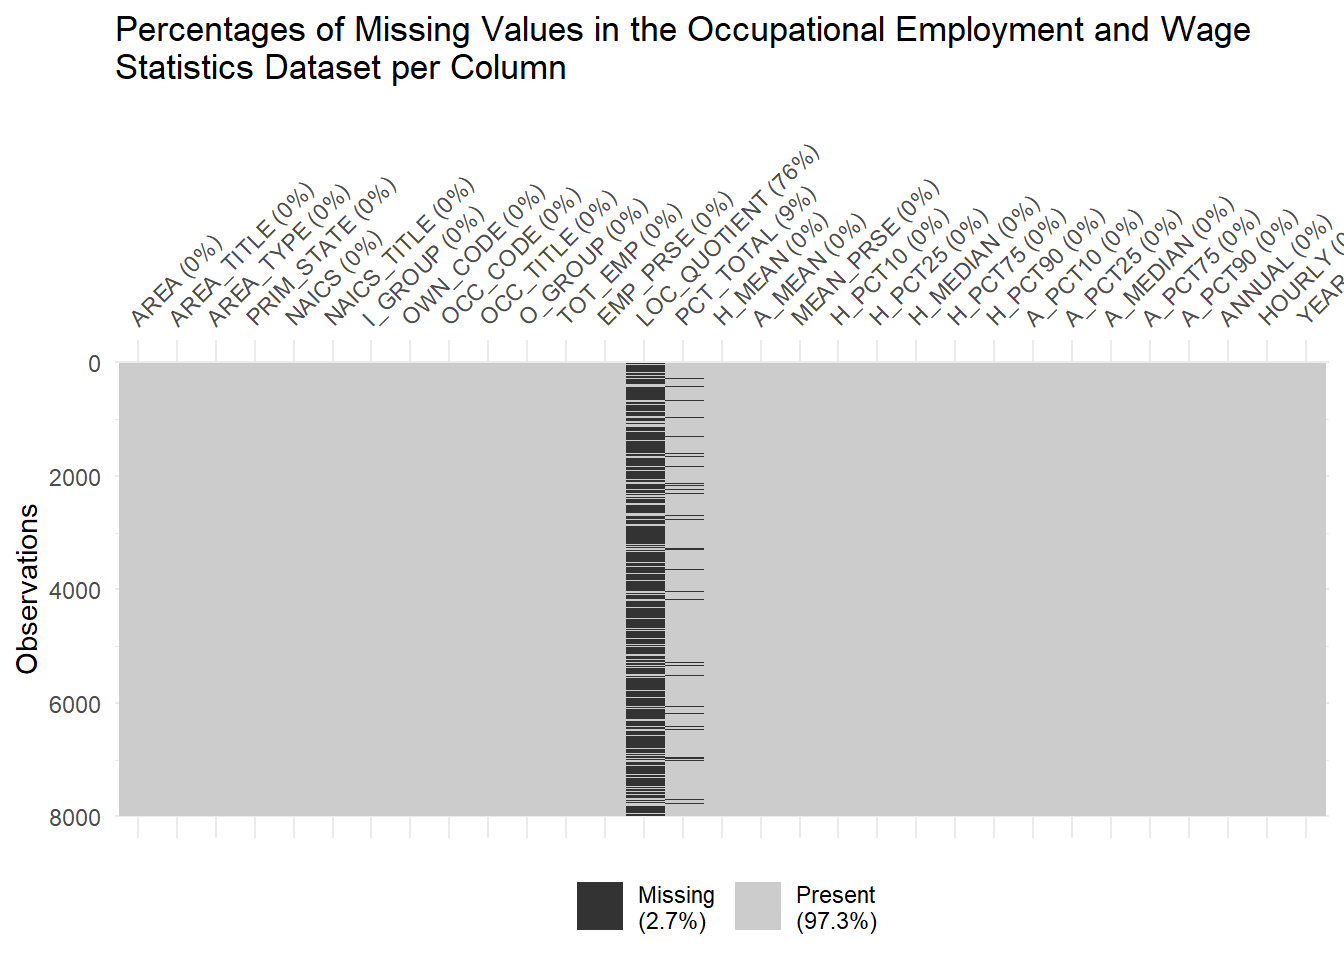 Percentages of Missing Values in the Occupational Employment and Wage
Statistics Dataset per Column
AREA (0%)
AREA_TITLE (0%)
AREA_TYPE (0%)
PRIM_STATE (0%)
NAICS (0%)
NAICS_TITLE (0%)
I_GROUP (0%)
OWN_CODE (0%)
OCC_CODE (0%)
OCC_TITLE (0%)
O_GROUP (0%)
TOT_EMP (0%)
EMP_PRSE (0%)
LOC_QUOTIENT (76%)
PCT_TOTAL (9%)
H_MEAN (0%)
A_MEAN (0%)
MEAN_PRSE (0%)
H_PCT10 (0%)
H_PCT25 (0%)
H_MEDIAN (0%)
H_PCT75 (0%)
H_PCT90 (0%)
A_PCT10 (0%)
A_PCT25 (0%)
A_MEDIAN (0%)
A_PCT75 (0%)
A_PCT90 (0%)
ANNUAL (0%)
HOURLY
YEAR
0
2000
4000
6000
8000
Observations
Missing
(2.7%)
Present
(97.3%)